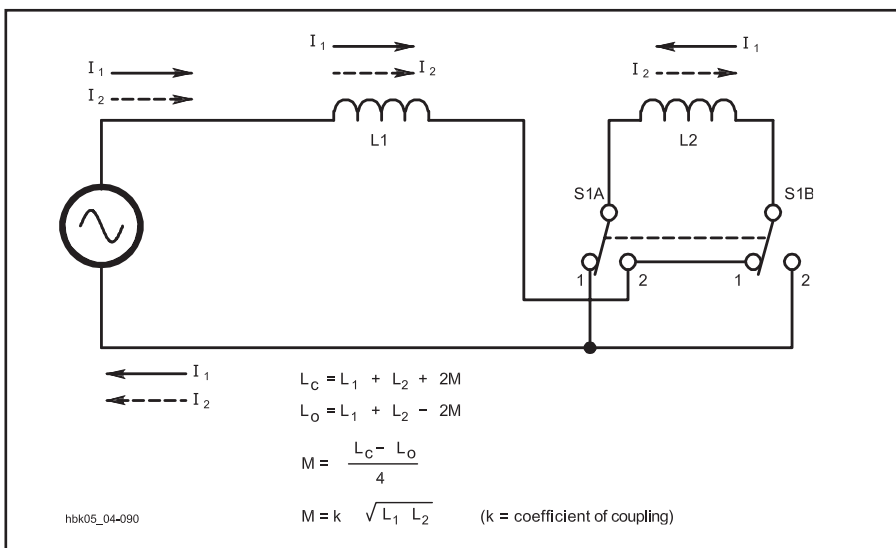 I1
I2
I1
I2
I1
I2
L1
L2
S1A
S1B
1
2
1
2
I1
I2
LC = L1 + L2 + 2M
LO = L1 + L2 − 2M
M = LC − LO / 4
M = k √L1 L2 (k = coefficient of coupling)
hbk05_04-090